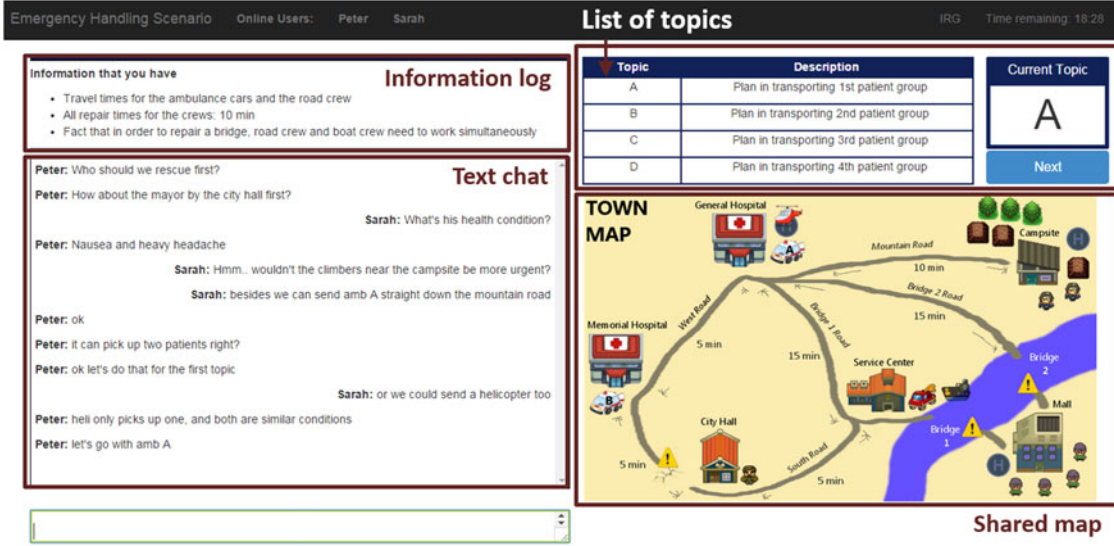 Emergency Handling Scenario Online Users: Peter Sarah
List of topics
IRG Time remaining: 18:28
Information that you have
Information log
• Travel times for the ambulance cars and the road crew
• All repair times for the crews: 10 min
• Fact that in order to repair a bridge, road crew and boat crew need to work simultaneously
Text chat
Peter: Who should we rescue first?
Peter: How about the mayor by the city hall first?
Sarah: What's his health condition?
Peter: Nausea and heavy headache
Sarah: Hmm.. wouldn't the climbers near the campsite be more urgent?
Sarah: besides we can send amb A straight down the mountain road
Peter: ok
Peter: it can pick up two patients right?
Peter: ok let's do that for the first topic
Sarah: or we could send a helicopter too
Peter: heli only picks up one, and both are similar conditions
Peter: let's go with amb A
Topic Description
A Plan in transporting 1st patient group
B Plan in transporting 2nd patient group
C Plan in transporting 3rd patient group
D Plan in transporting 4th patient group
Current Topic
A
Next
TOWN
MAP
General Hospital
A
H
Campsite
H
Mountain Road
10 min
Bridge 2 Road
15 min
West Road
5 min
Bridge 1 Road
15 min
Memorial Hospital
B
Service Center
Bridge
2
Mall
Bridge
1
H
City Hall
5 min
South Road
5 min
Shared map